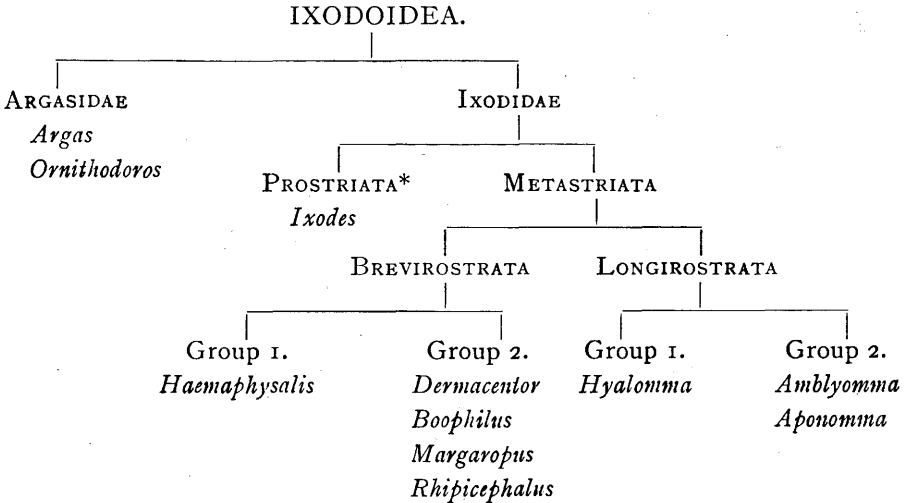 IXODOIDEA.
ARGASIDAE
Argas
Ornithodoros
IXODIDAE
PROSTRIATA*
Ixodes
METASTRIATA
BREVIROSTRATA
LONGIROSTRATA
Group 1.
Haemaphysalis
Group 2.
Dermacentor
Boophilus
Margaropus
Rhipicephalus
Group 1.
Hyalomma
Group 2.
Amblyomma
Aponomma